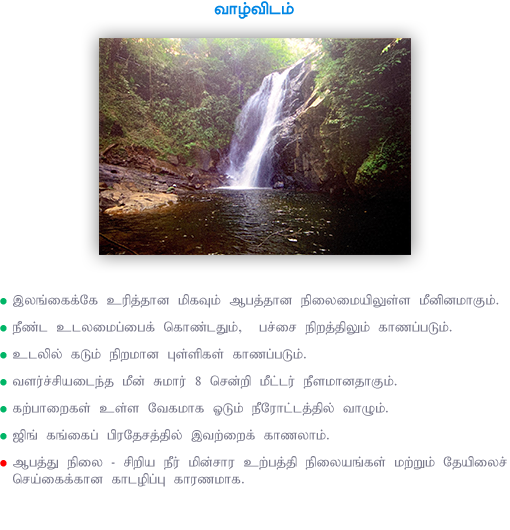 வாழ்விடம்
இலங்கைக்கே உரித்தான மிகவும் ஆபத்தான நிலைமையிலுள்ள மீனினமாகும்.
நீண்ட உடலமைப்பைக் கொண்டதும், பச்சை நிறத்திலும் காணப்படும்.
உடலில் கடும் நிறமான புள்ளிகள் காணப்படும்.
வளர்ச்சியடைந்த மீன் சுமார் 8 சென்றி மீட்டர் நீளமானதாகும்.
கற்பாறைகள் உள்ள வேகமாக ஓடும் நீரோட்டத்தில் வாழும்.
ஜிங் கங்கைப் பிரதேசத்தில் இவற்றைக் காணலாம்.
ஆபத்து நிலை - சிறிய நீர் மின்சார உற்பத்தி நிலையங்கள் மற்றும் தேயிலைச்
செய்கைக்கான காடழிப்பு காரணமாக.